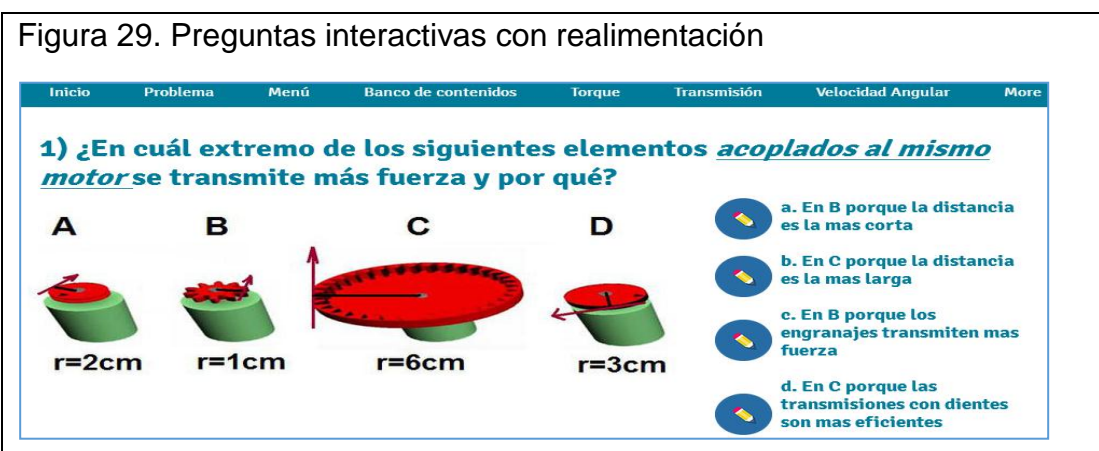 Figura 29. Preguntas interactivas con realimentación
Inicio Problema Menú Banco de contenidos Torque Transmisión Velocidad Angular More
1) ¿En cuál extremo de los siguientes elementos acoplados al mismo
motor se transmite más fuerza y por qué?
A B C D
r=2cm r=1cm r=6cm r=3cm
a. En B porque la distancia
es la mas corta
b. En C porque la distancia
es la mas larga
c. En B porque los
engranajes transmiten mas
fuerza
d. En C porque las
transmisiones con dientes
son mas eficientes